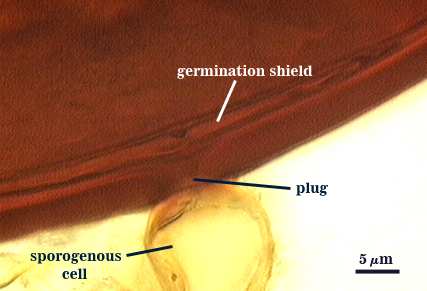 germination shield
plug
sporogenous
cell
5 μm